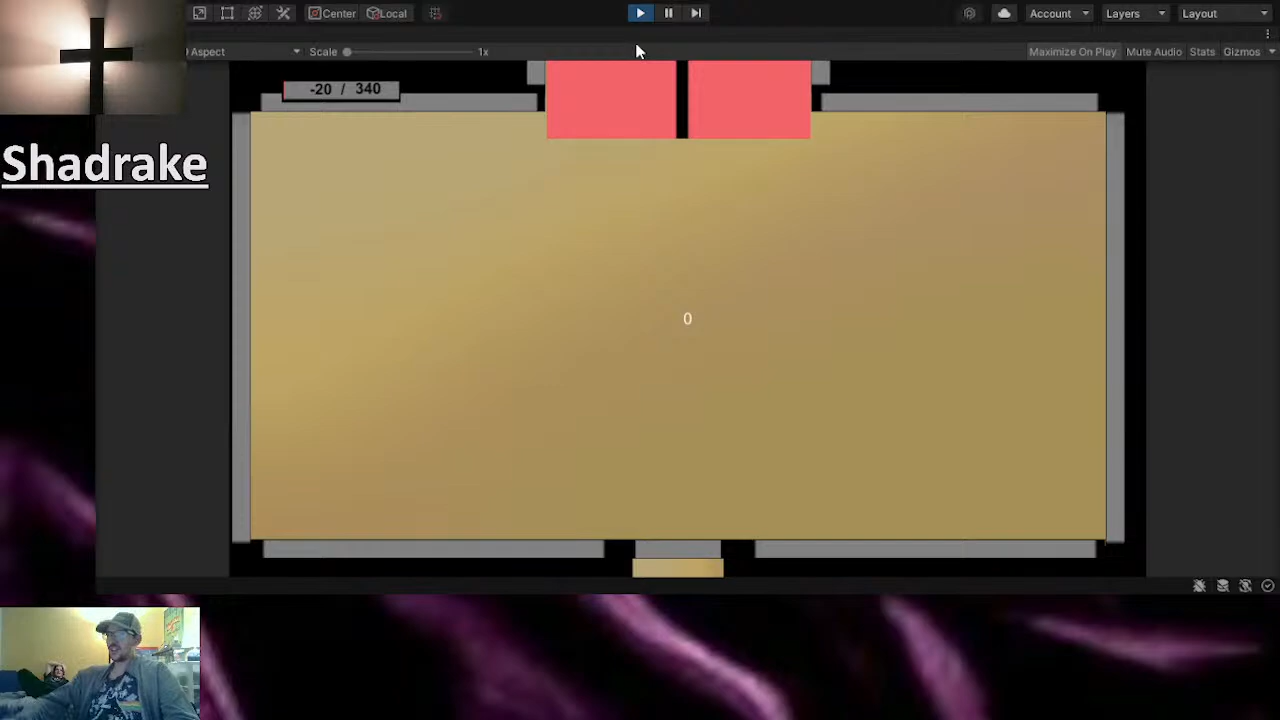 Center Local Account Layers Layout
Aspect Scale 1x Maximize On Play Mute Audio Stats Gizmos
-20 / 340
Shadrake
0